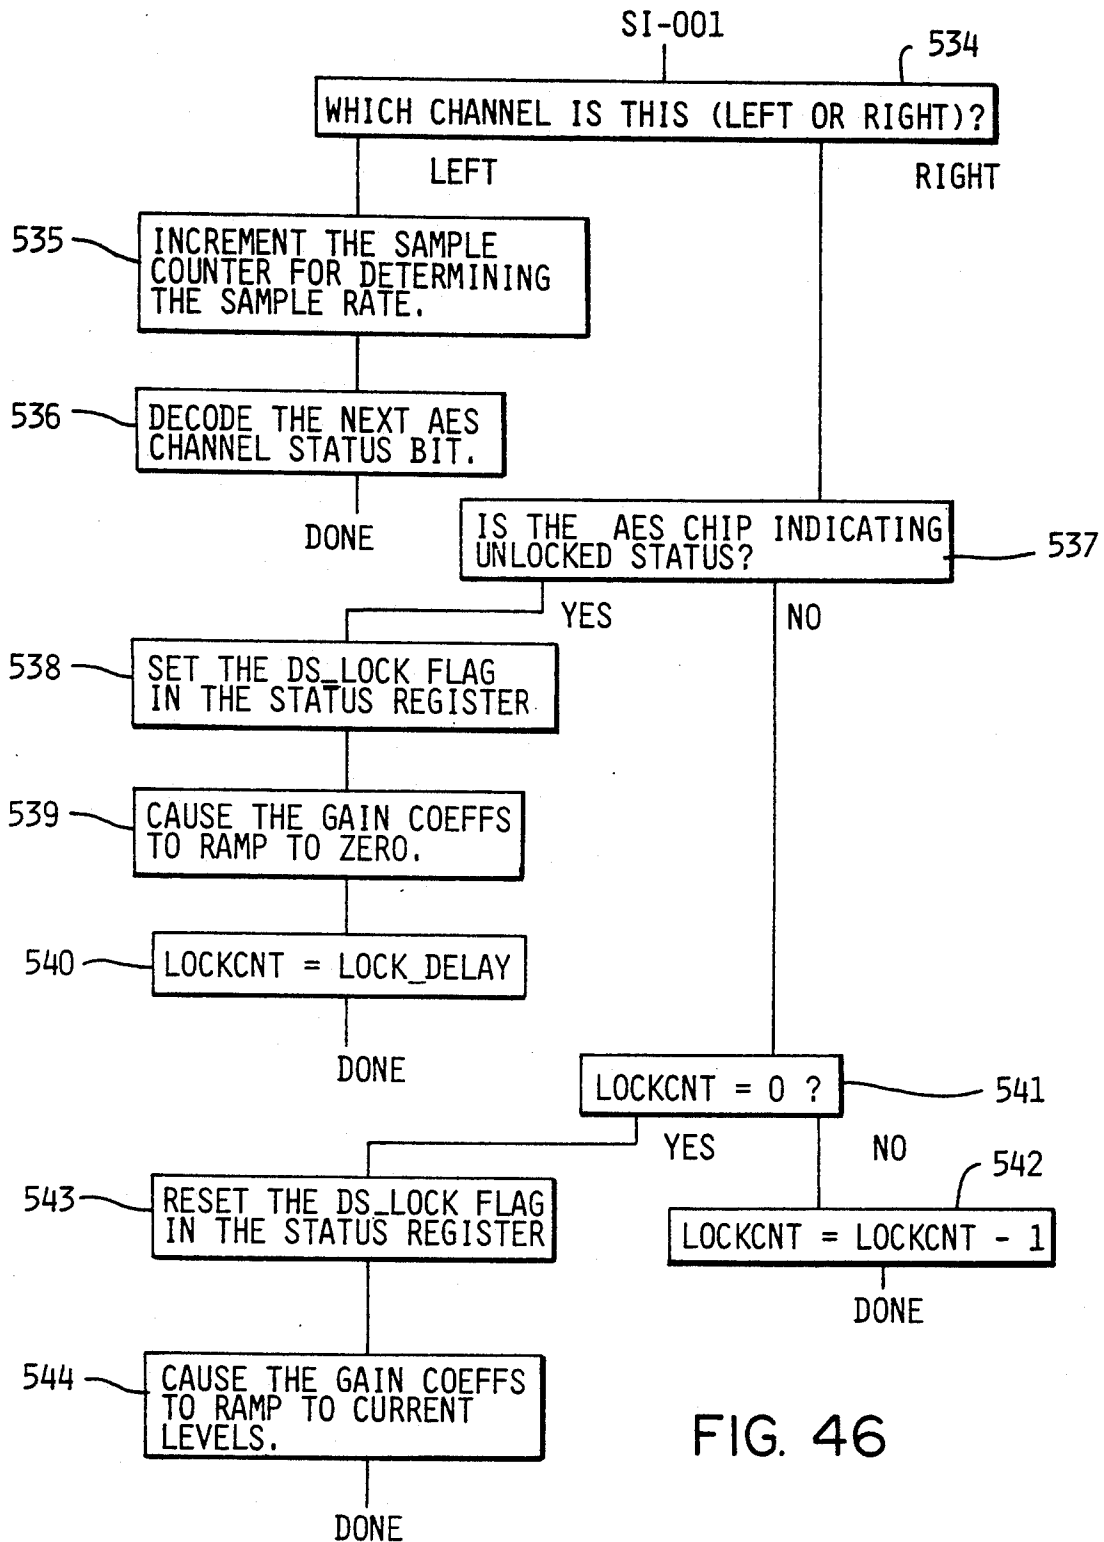 SI-001
534
WHICH CHANNEL IS THIS (LEFT OR RIGHT)?
LEFT
RIGHT
535
INCREMENT THE SAMPLE
COUNTER FOR DETERMINING
THE SAMPLE RATE.
536
DECODE THE NEXT AES
CHANNEL STATUS BIT.
DONE
IS THE AES CHIP INDICATING
UNLOCKED STATUS?
537
YES
NO
538
SET THE DS_LOCK FLAG
IN THE STATUS REGISTER
539
CAUSE THE GAIN COEFFS
TO RAMP TO ZERO.
540
LOCKCNT = LOCK_DELAY
DONE
LOCKCNT = 0 ?
541
YES
NO
542
543
RESET THE DS_LOCK FLAG
IN THE STATUS REGISTER
LOCKCNT = LOCKCNT - 1
DONE
544
CAUSE THE GAIN COEFFS
TO RAMP TO CURRENT
LEVELS.
DONE
FIG. 46